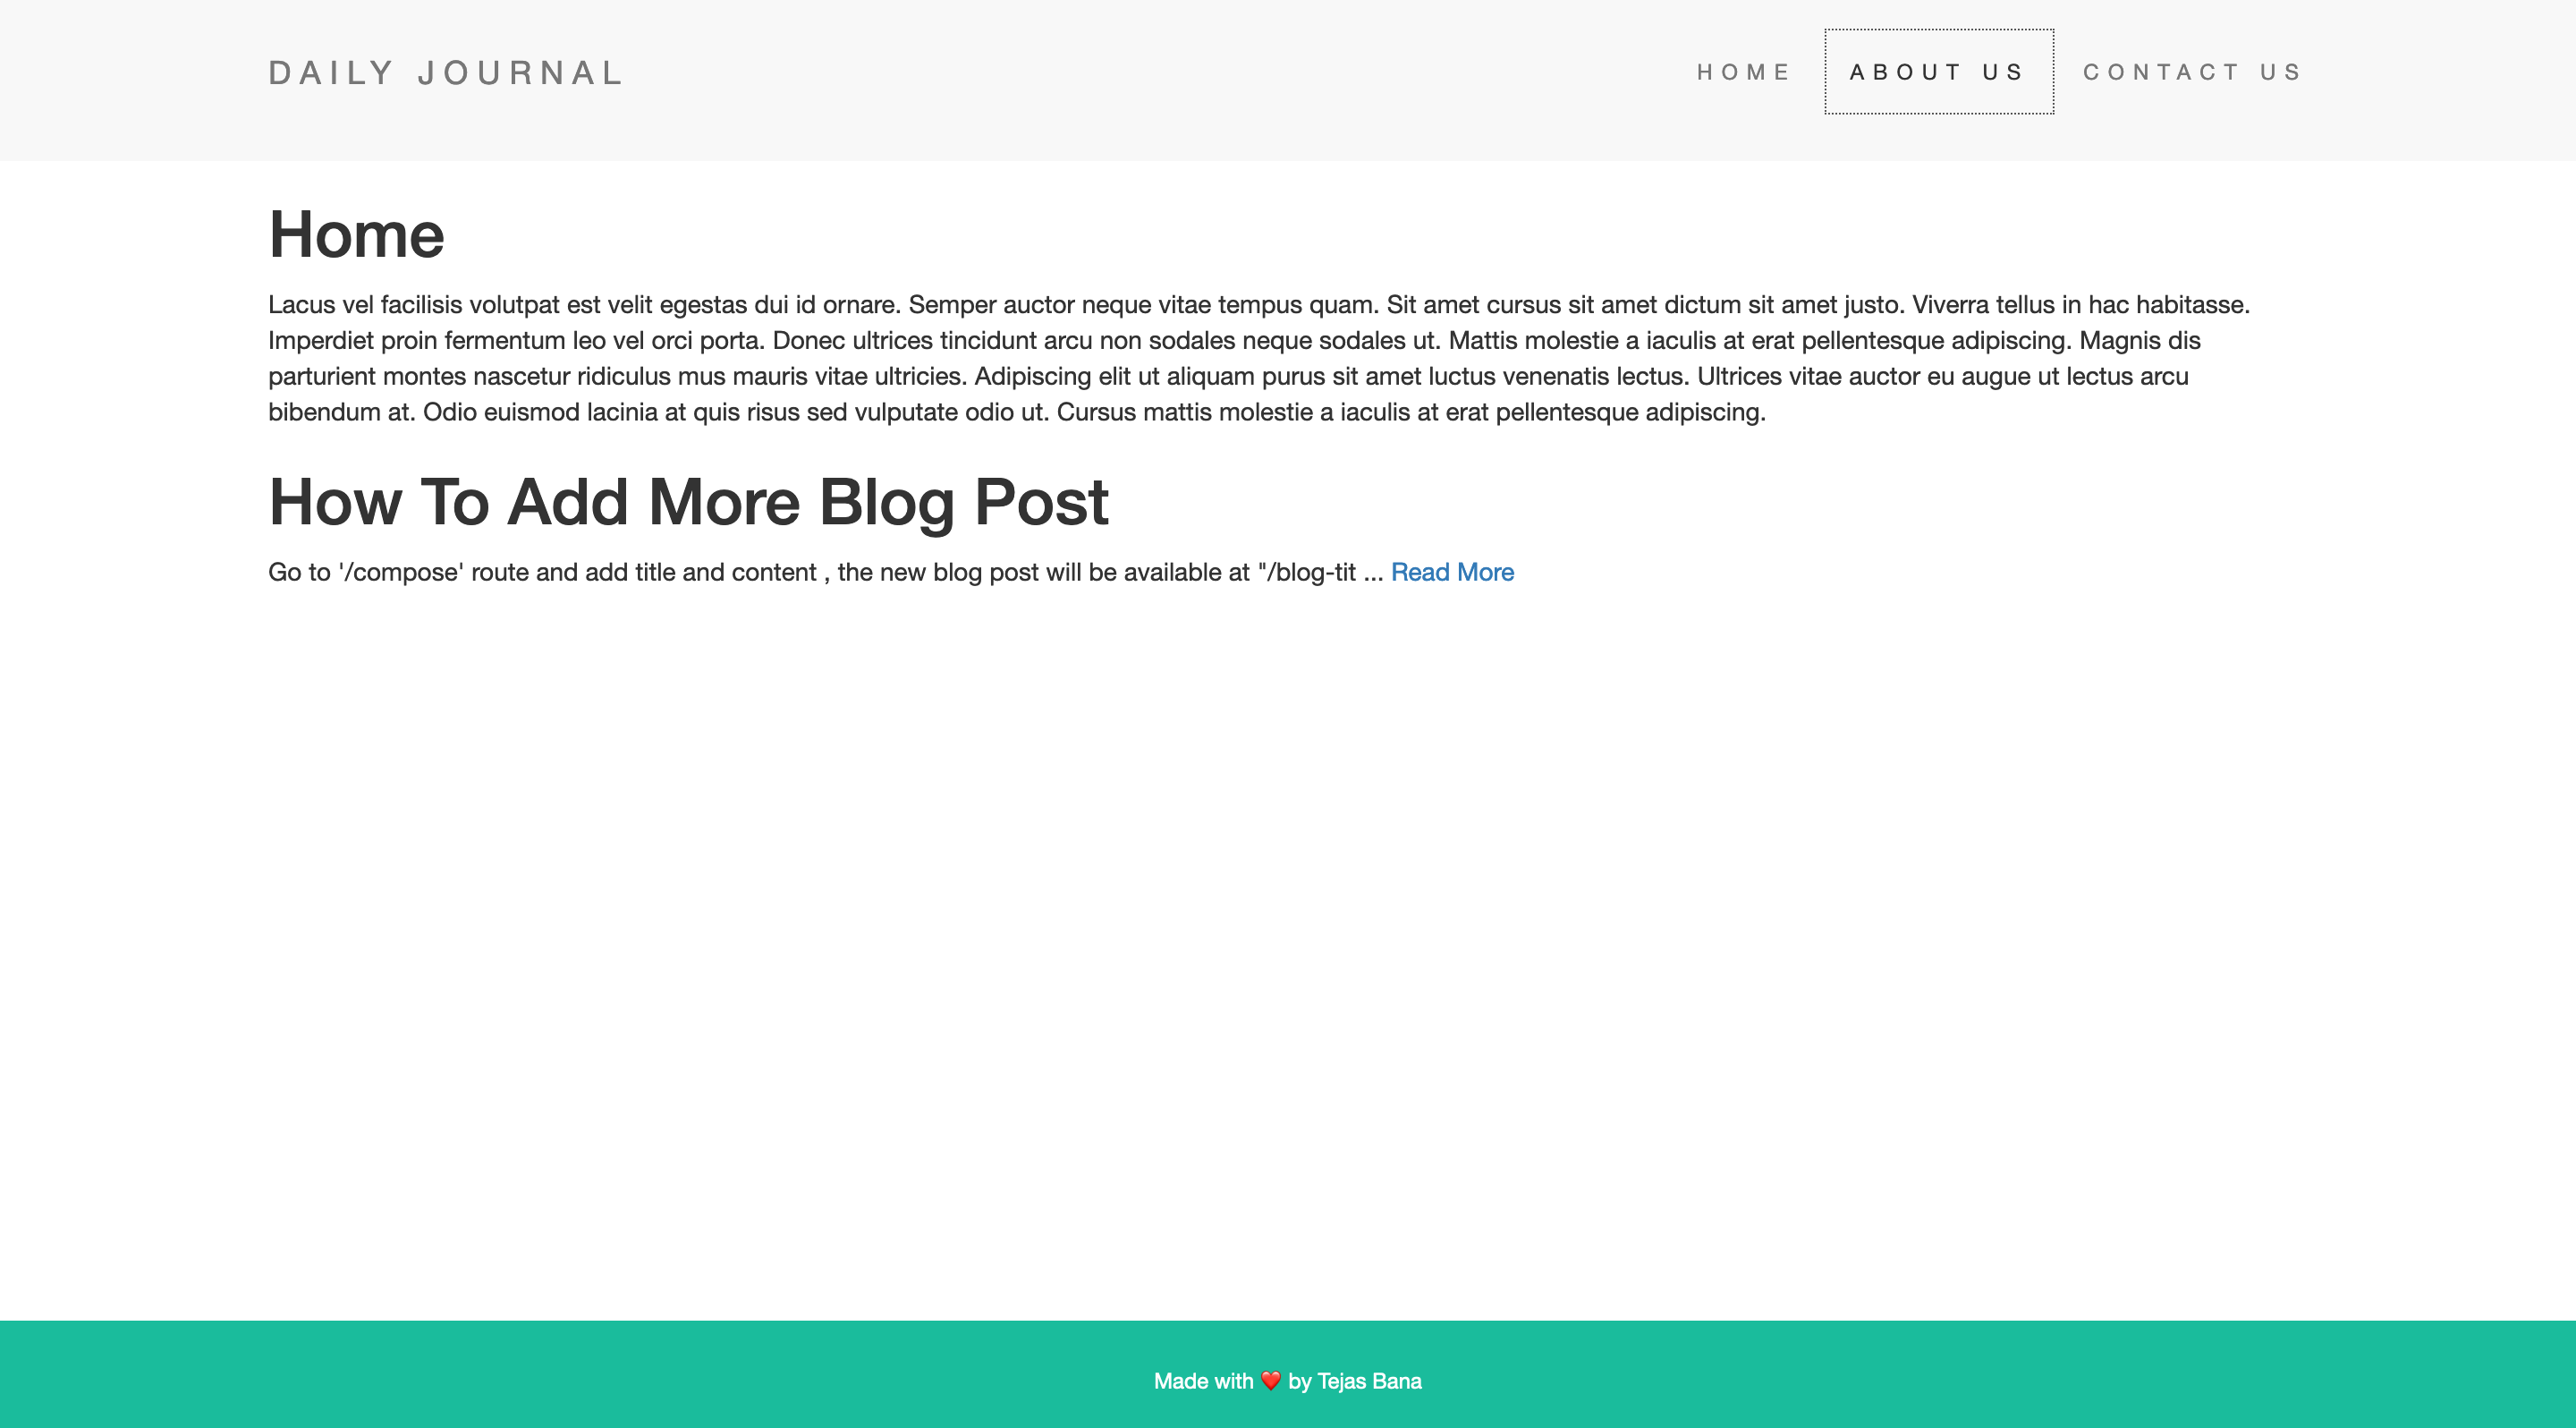 DAILY JOURNAL
HOME
ABOUT US
CONTACT US
Home
Lacus vel facilisis volutpat est velit egestas dui id ornare. Semper auctor neque vitae tempus quam. Sit amet cursus sit amet dictum sit amet justo. Viverra tellus in hac habitasse.
Imperdiet proin fermentum leo vel orci porta. Donec ultrices tincidunt arcu non sodales neque sodales ut. Mattis molestie a iaculis at erat pellentesque adipiscing. Magnis dis
parturient montes nascetur ridiculus mus mauris vitae ultricies. Adipiscing elit ut aliquam purus sit amet luctus venenatis lectus. Ultrices vitae auctor eu augue ut lectus arcu
bibendum at. Odio euismod lacinia at quis risus sed vulputate odio ut. Cursus mattis molestie a iaculis at erat pellentesque adipiscing.
How To Add More Blog Post
Go to '/compose' route and add title and content , the new blog post will be available at "/blog-tit ... Read More
Made with ❤️ by Tejas Bana